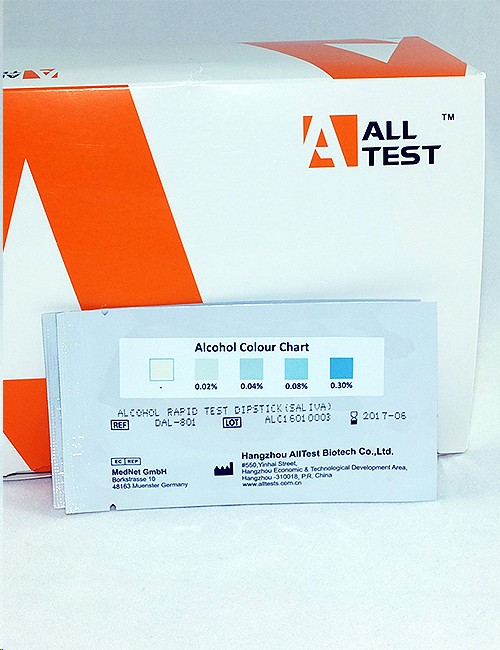 ALL
TEST
TM
Alcohol Colour Chart
- 0.02% 0.04% 0.08% 0.30%
ALCOHOL RAPID TEST DIPSTICK(SALIVA)
REF DAL-801 LOT ALC16010003 2017-06
EC REP
MedNet GmbH
Borkstrasse 10
48163 Muenster Germany
Hangzhou AllTest Biotech Co.,Ltd.
#550,Yinhai Street,
Hangzhou Economic & Technological Development Area,
Hangzhou -310018, P.R. China
www.alltests.com.cn